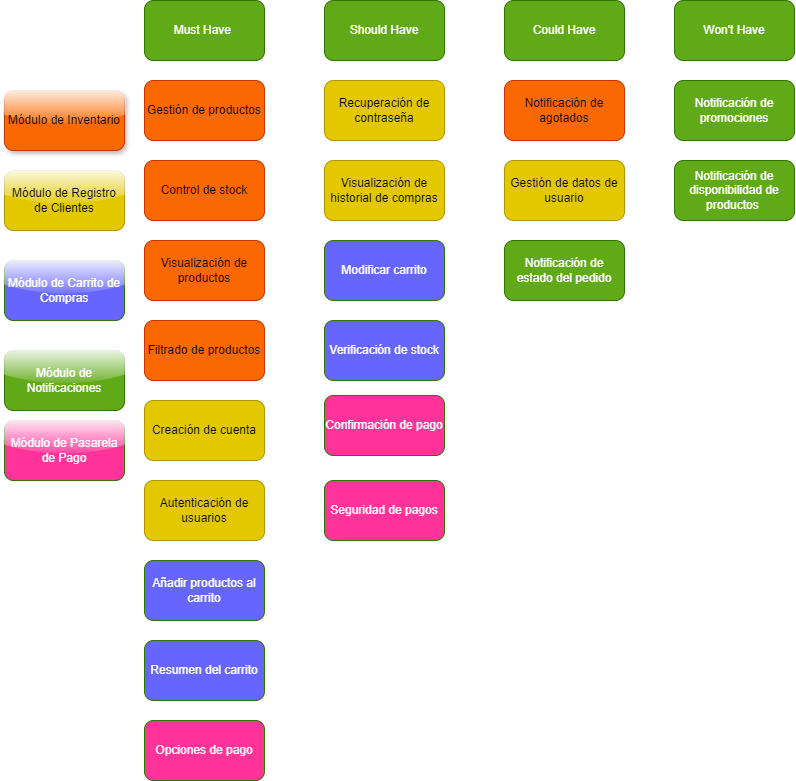 Must Have
Should Have
Could Have
Won't Have
Módulo de Inventario
Módulo de Registro
de Clientes
Módulo de Carrito de
Compras
Módulo de
Notificaciones
Módulo de Pasarela
de Pago
Gestión de productos
Control de stock
Visualización de
productos
Filtrado de productos
Creación de cuenta
Autenticación de
usuarios
Añadir productos al
carrito
Resumen del carrito
Opciones de pago
Recuperación de
contraseña
Visualización de
historial de compras
Modificar carrito
Verificación de stock
Confirmación de pago
Seguridad de pagos
Notificación de
agotados
Gestión de datos de
usuario
Notificación de
estado del pedido
Notificación de
promociones
Notificación de
disponibilidad de
productos